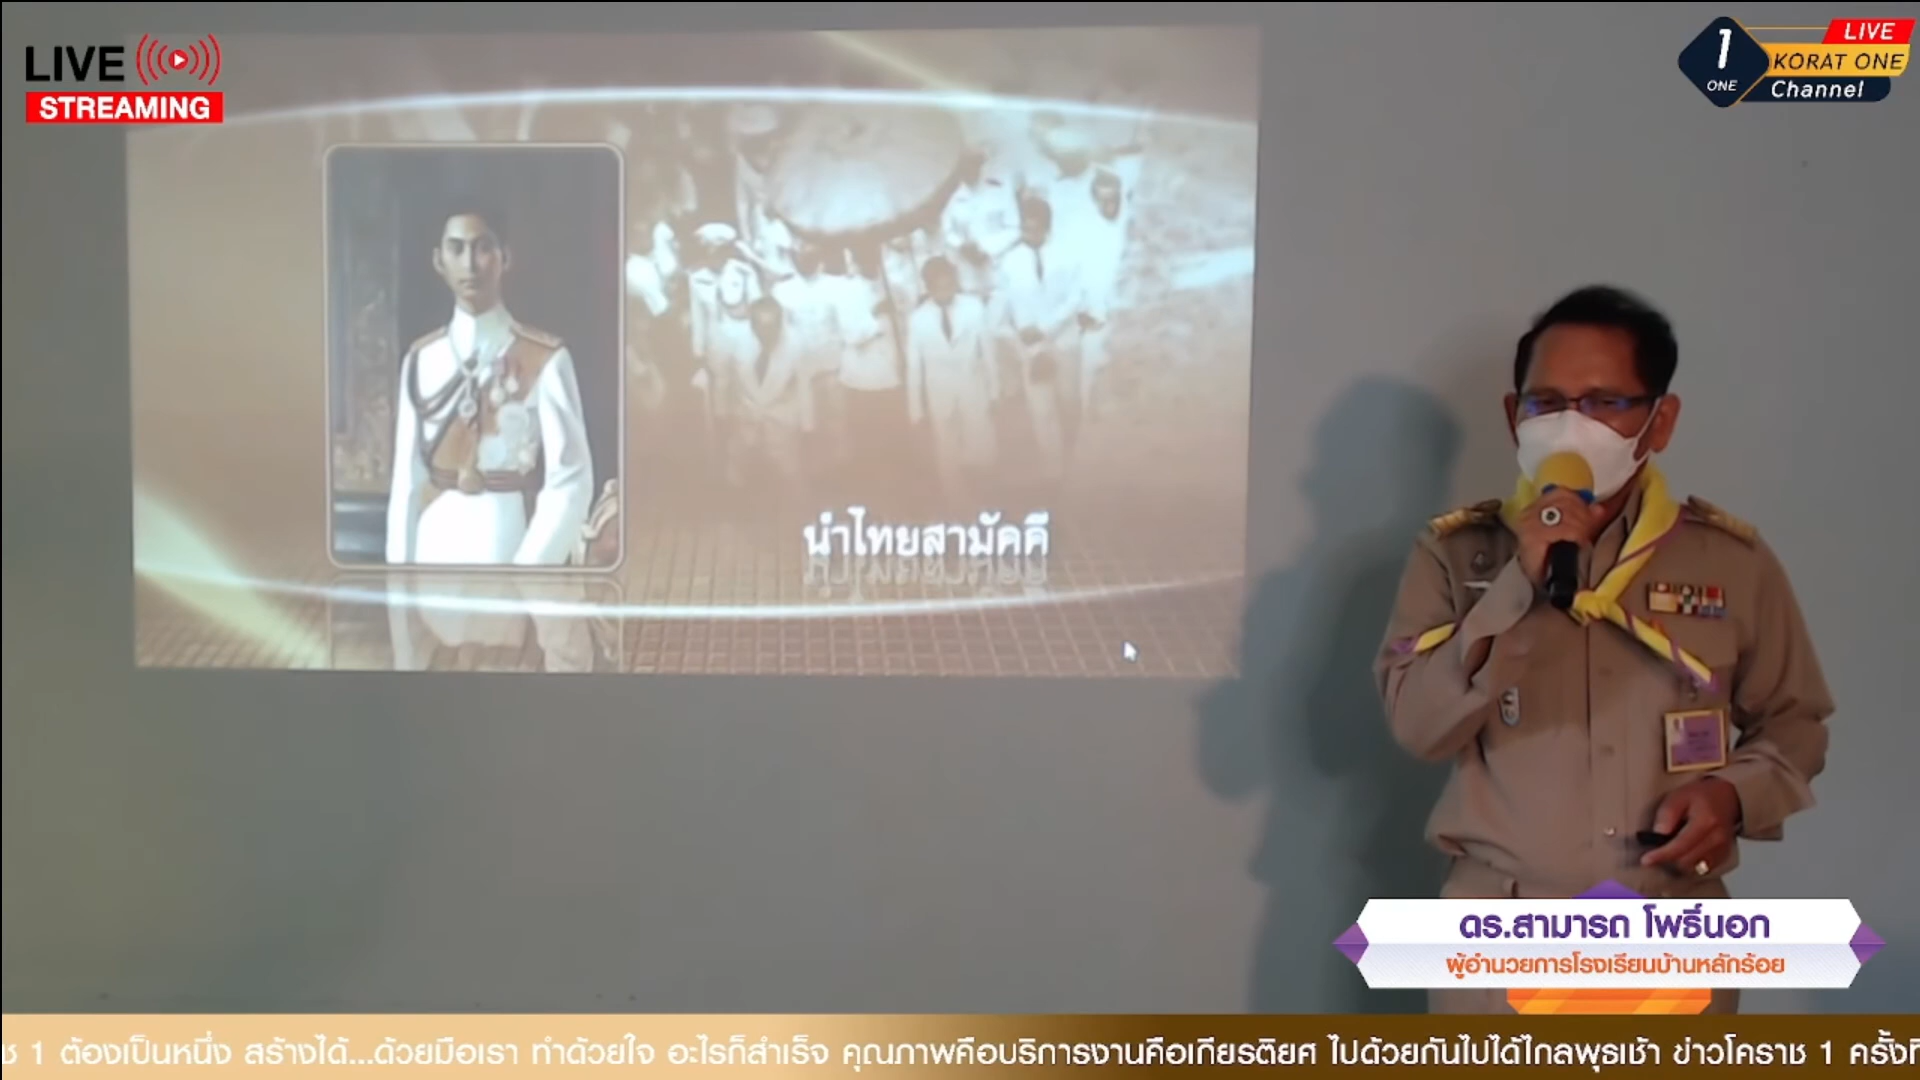 LIVE
STREAMING
1
ONE
LIVE
KORAT ONE
Channel
นำไทยสามัคคี
ดร.สามารถ โพธิ์นอก
ผู้อำนวยการโรงเรียนบ้านหลักร้อย
ช 1 ต้องเป็นหนึ่ง สร้างได้...ด้วยมือเรา ทำด้วยใจ อะไรก็สำเร็จ คุณภาพคือบริการงานคือเกียรติยศ ไปด้วยกันไปได้ไกลพุธเช้า ข่าวโคราช 1 ครั้งที่